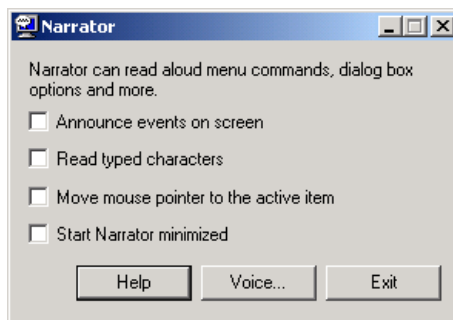 Narrator
Narrator can read aloud menu commands, dialog box
options and more.
Announce events on screen
Read typed characters
Move mouse pointer to the active item
Start Narrator minimized
Help Voice... Exit